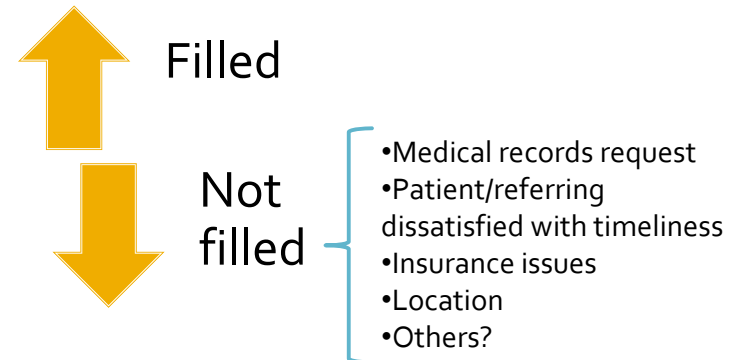 Filled
Not
filled
•Medical records request
•Patient/referring
dissatisfied with timeliness
•Insurance issues
•Location
•Others?